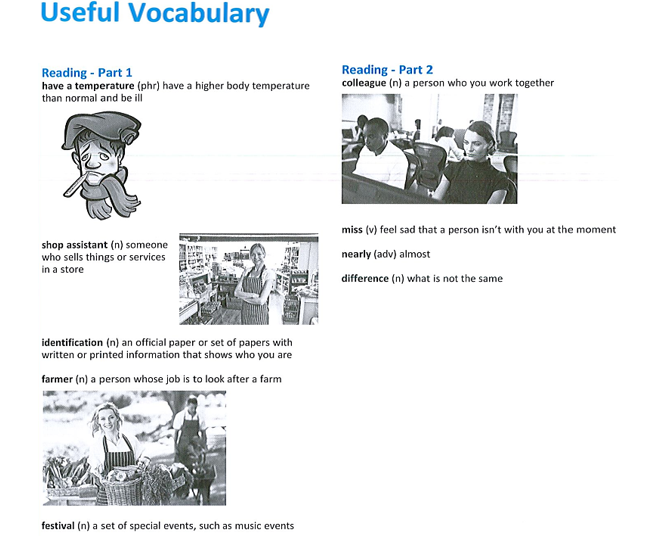 Useful Vocabulary
Reading - Part 1
have a temperature (phr) have a higher body temperature
than normal and be ill
shop assistant (n) someone
who sells things or services
in a store
identification (n) an official paper or set of papers with
written or printed information that shows who you are
farmer (n) a person whose job is to look after a farm
festival (n) a set of special events, such as music events
Reading - Part 2
colleague (n) a person who you work together
miss (v) feel sad that a person isn't with you at the moment
nearly (adv) almost
difference (n) what is not the same